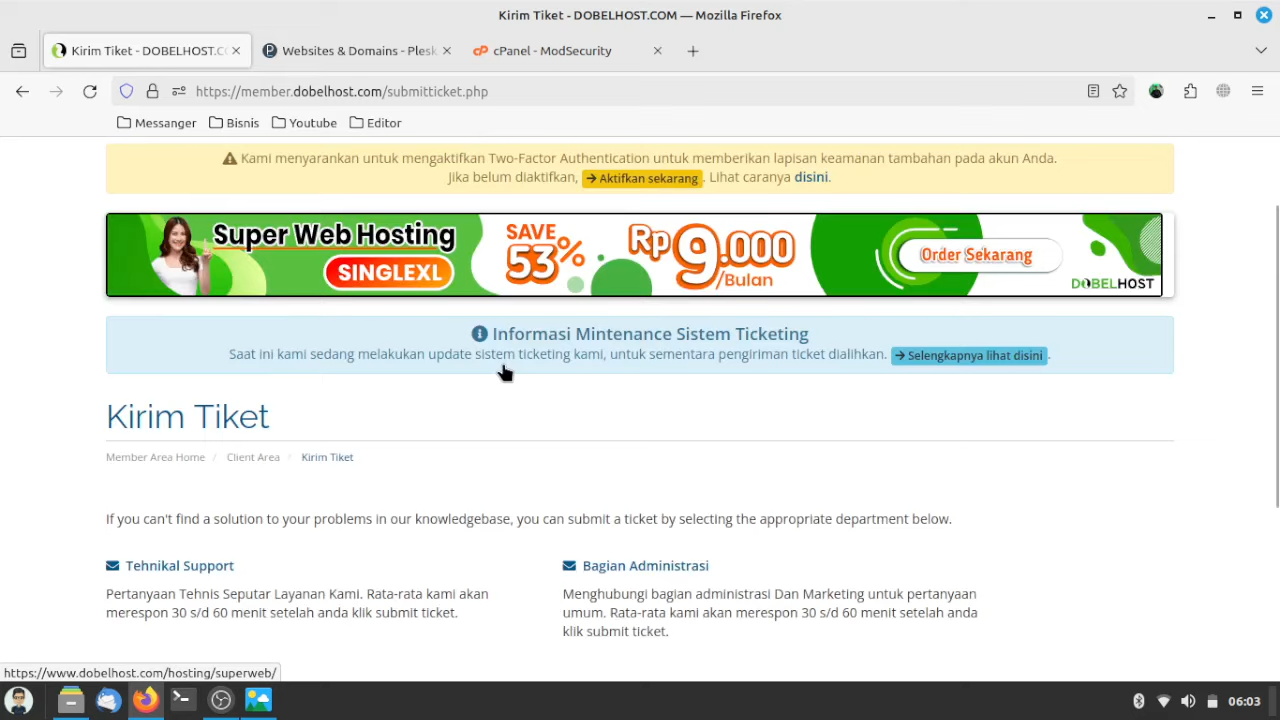 Kirim Tiket - DOBELHOST.COM — Mozilla Firefox
Kirim Tiket - DOBELHOST.C
Websites & Domains - Plesk
cPanel - ModSecurity
https://member.dobelhost.com/submitticket.php
Messanger
Bisnis
Youtube
Editor
Kami menyarankan untuk mengaktifkan Two-Factor Authentication untuk memberikan lapisan keamanan tambahan pada akun Anda.
Jika belum diaktifkan, Aktifkan sekarang. Lihat caranya disini.
Super Web Hosting
SINGLEXL
SAVE
53%
Rp 9.000
/Bulan
Order Sekarang
DOBELHOST
Informasi Mintenance Sistem Ticketing
Saat ini kami sedang melakukan update sistem ticketing kami, untuk sementara pengiriman ticket dialihkan. Selengkapnya lihat disini.
Kirim Tiket
Member Area Home / Client Area / Kirim Tiket
If you can't find a solution to your problems in our knowledgebase, you can submit a ticket by selecting the appropriate department below.
Tehnikal Support
Pertanyaan Tehnis Seputar Layanan Kami. Rata-rata kami akan
merespon 30 s/d 60 menit setelah anda klik submit ticket.
Bagian Administrasi
Menghubungi bagian administrasi Dan Marketing untuk pertanyaan
umum. Rata-rata kami akan merespon 30 s/d 60 menit setelah anda
klik submit ticket.
https://www.dobelhost.com/hosting/superweb/
06:03